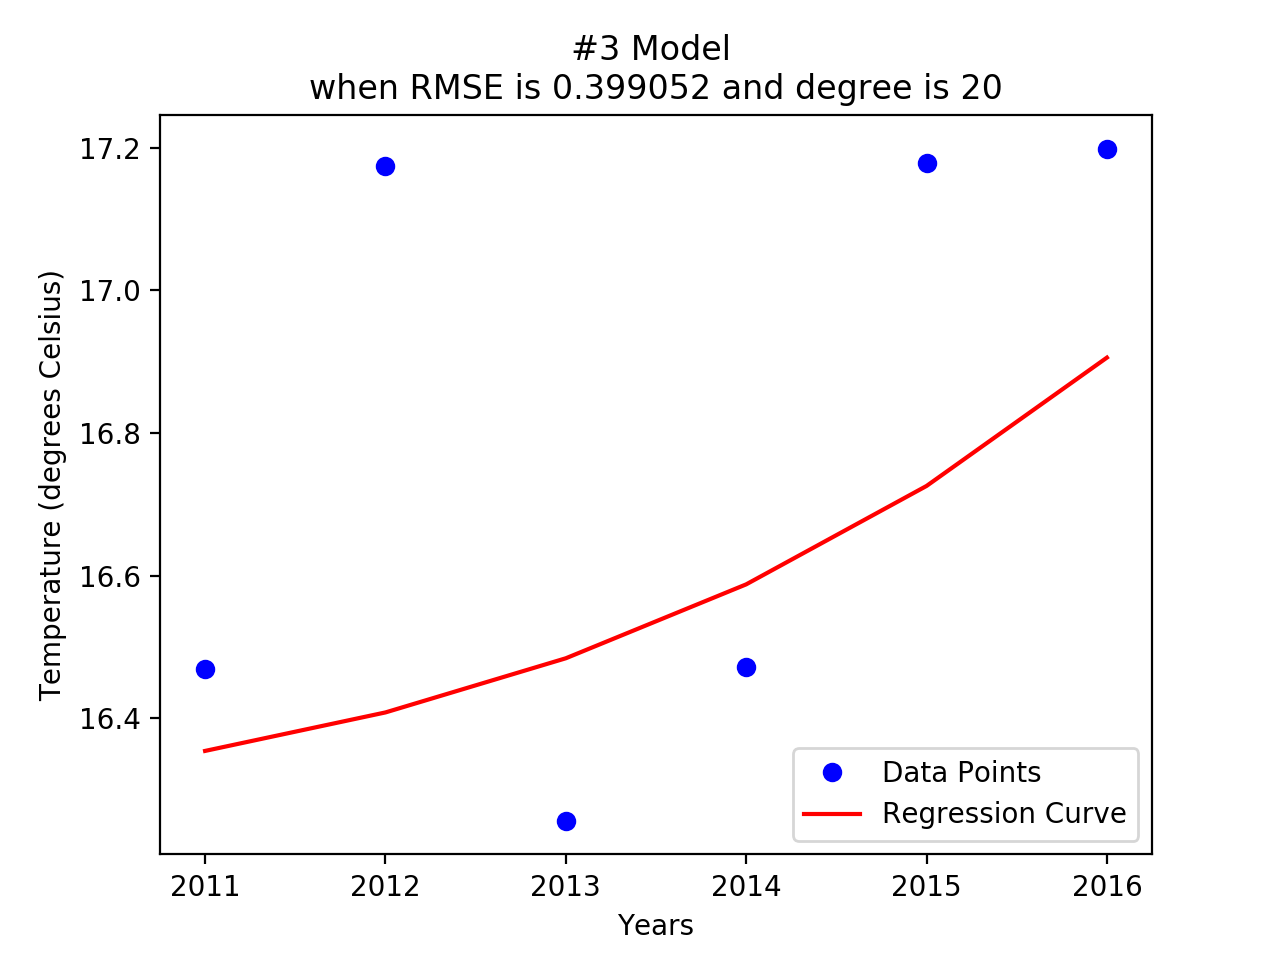 #3 Model
when RMSE is 0.399052 and degree is 20
17.2
17.0
16.8
16.6
16.4
Temperature (degrees Celsius)
Data Points
Regression Curve
2011 2012 2013 2014 2015 2016
Years